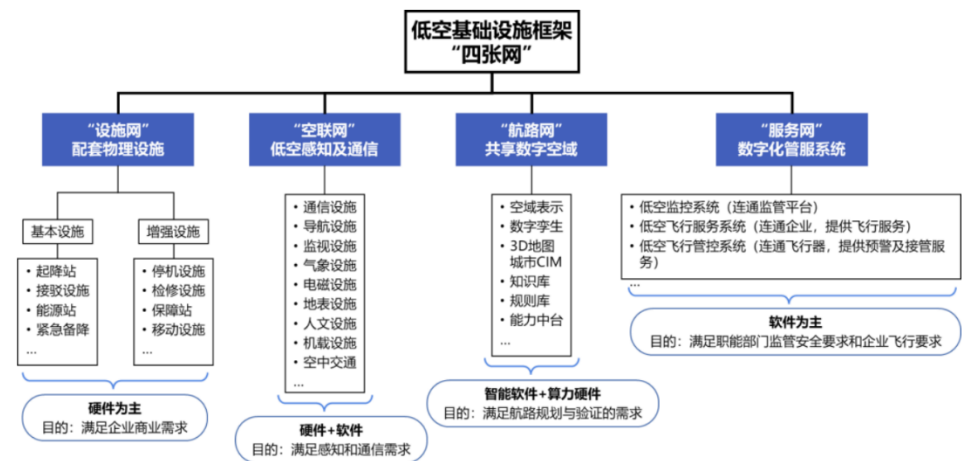 低空基础设施框架
“四张网”
“设施网”
配套物理设施
基本设施
• 起降站
• 接驳设施
• 能源站
• 紧急备降
...
增强设施
• 停机设施
• 检修设施
• 保障站
• 移动设施
...
硬件为主
目的：满足企业商业需求
“空联网”
低空感知及通信
• 通信设施
• 导航设施
• 监视设施
• 气象设施
• 电磁设施
• 地表设施
• 人文设施
• 机载设施
• 空中交通
...
硬件+软件
目的：满足感知和通信需求
“航路网”
共享数字空域
• 空域表示
• 数字孪生
• 3D地图
城市CIM
• 知识库
• 规则库
• 能力中台
...
智能软件+算力硬件
目的：满足航路规划与验证的需求
“服务网”
数字化管服系统
• 低空监控系统（连通监管平台）
• 低空飞行服务系统（连通企业，提供飞行服务）
• 低空飞行管控系统（连通飞行器，提供预警及接管服
务）
...
软件为主
目的：满足职能部门监管安全要求和企业飞行要求